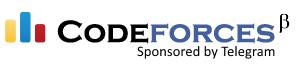 CODEFORCES β
Sponsored by Telegram